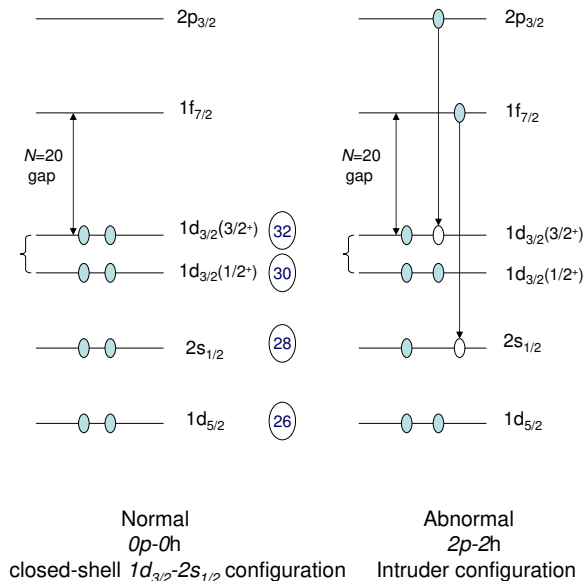 2p3/2
1f7/2
N=20
gap
1d3/2(3/2+) 32
1d3/2(1/2+) 30
2s1/2 28
1d5/2 26
Normal
0p-0h
closed-shell 1d3/2-2s1/2 configuration
2p3/2
1f7/2
N=20
gap
1d3/2(3/2+)
1d3/2(1/2+)
2s1/2
1d5/2
Abnormal
2p-2h
Intruder configuration